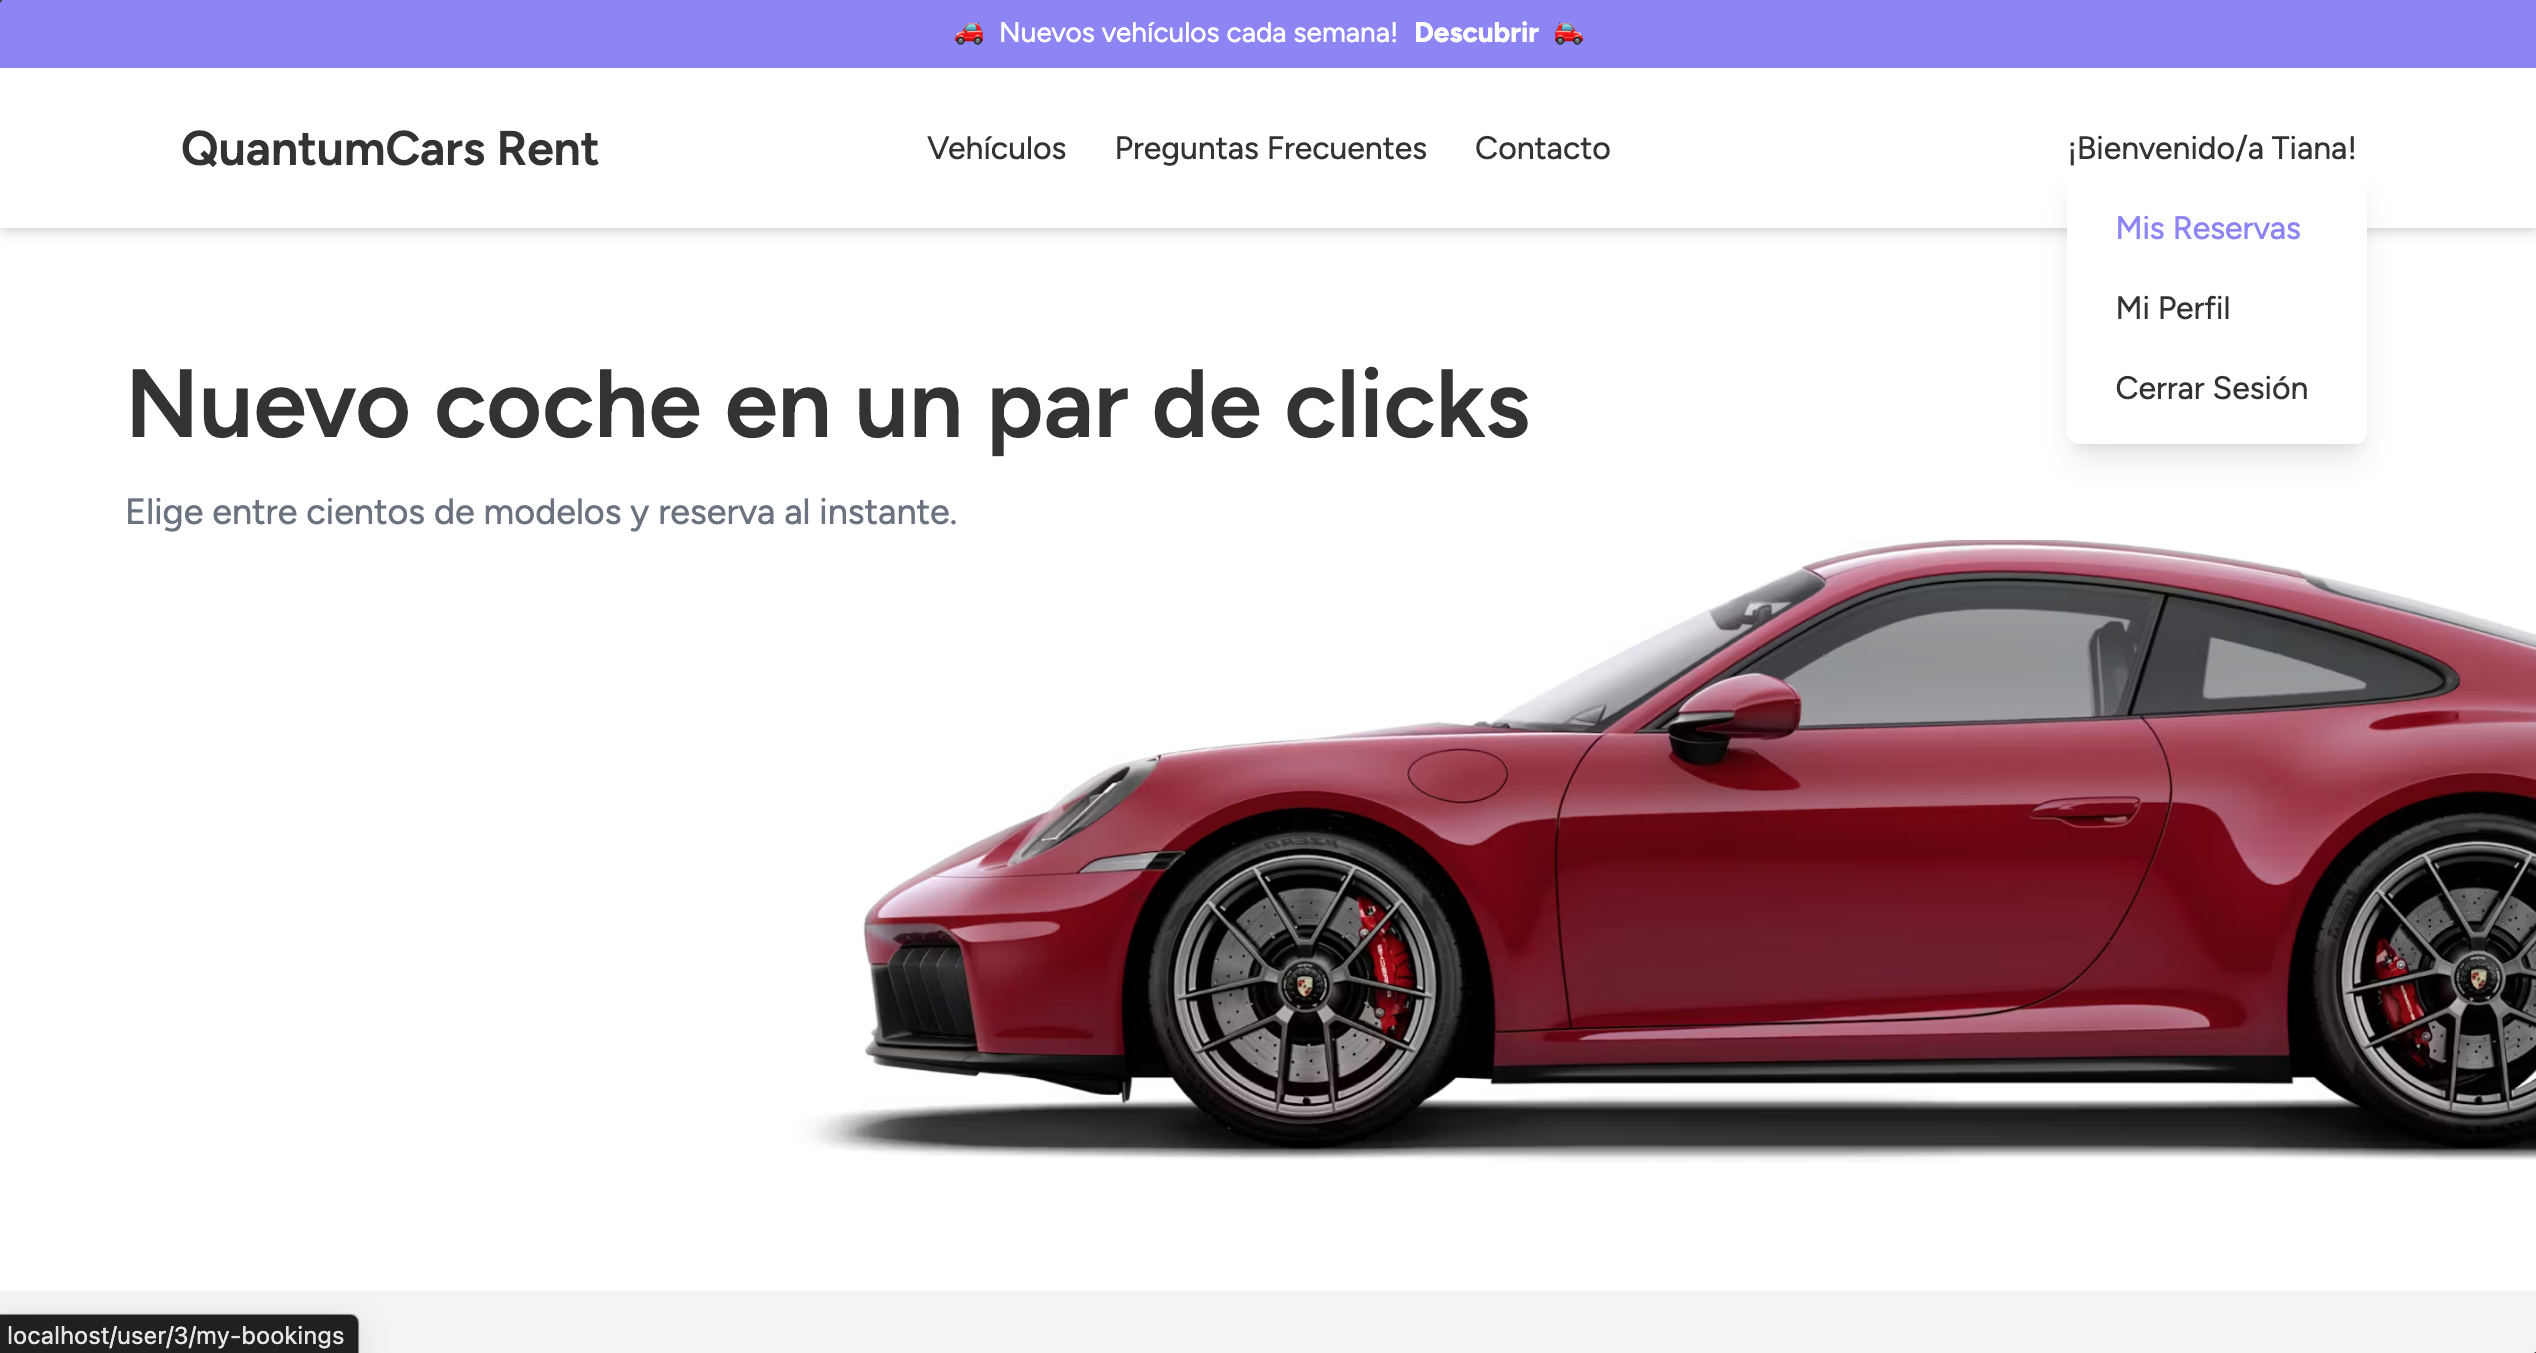 🚗 Nuevos vehículos cada semana! Descubrir 🚗
QuantumCars Rent
Vehículos Preguntas Frecuentes Contacto
¡Bienvenido/a Tiana!
Mis Reservas
Mi Perfil
Cerrar Sesión
Nuevo coche en un par de clicks
Elige entre cientos de modelos y reserva al instante.
localhost/user/3/my-bookings